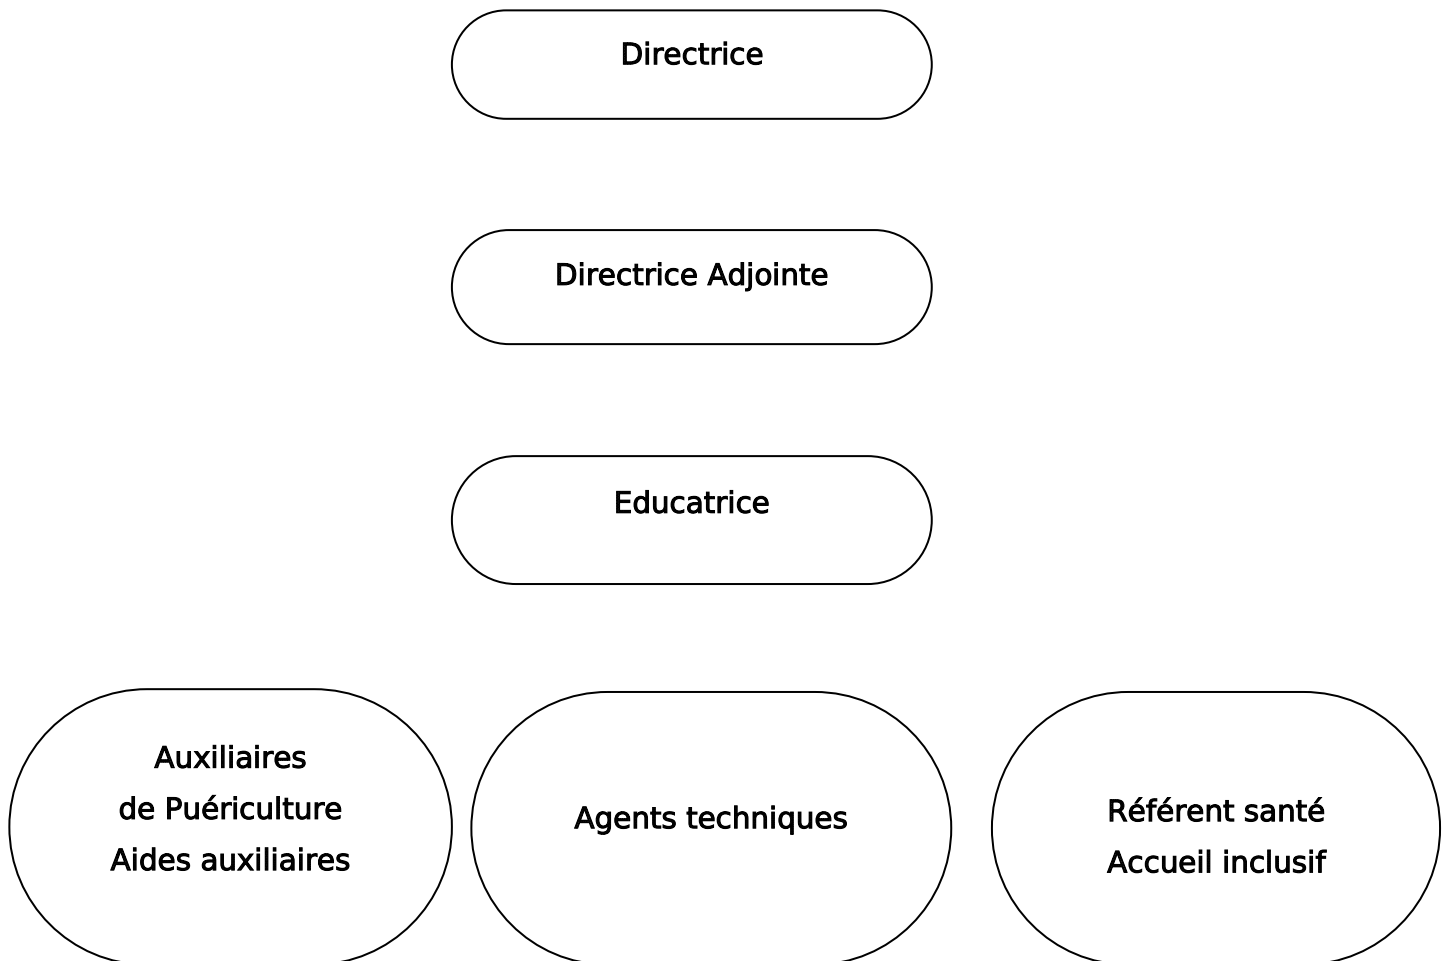 Directrice
Directrice Adjointe
Educatrice
Auxiliaires
de Puériculture
Aides auxiliaires
Agents techniques
Référent santé
Accueil inclusif